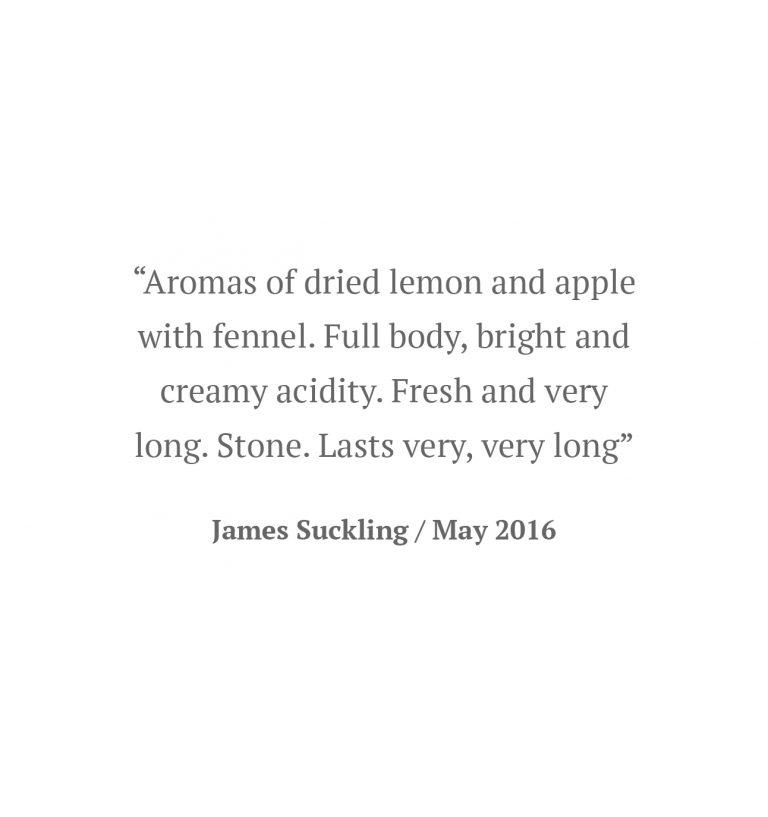 “Aromas of dried lemon and apple
with fennel. Full body, bright and
creamy acidity. Fresh and very
long. Stone. Lasts very, very long”
James Suckling / May 2016